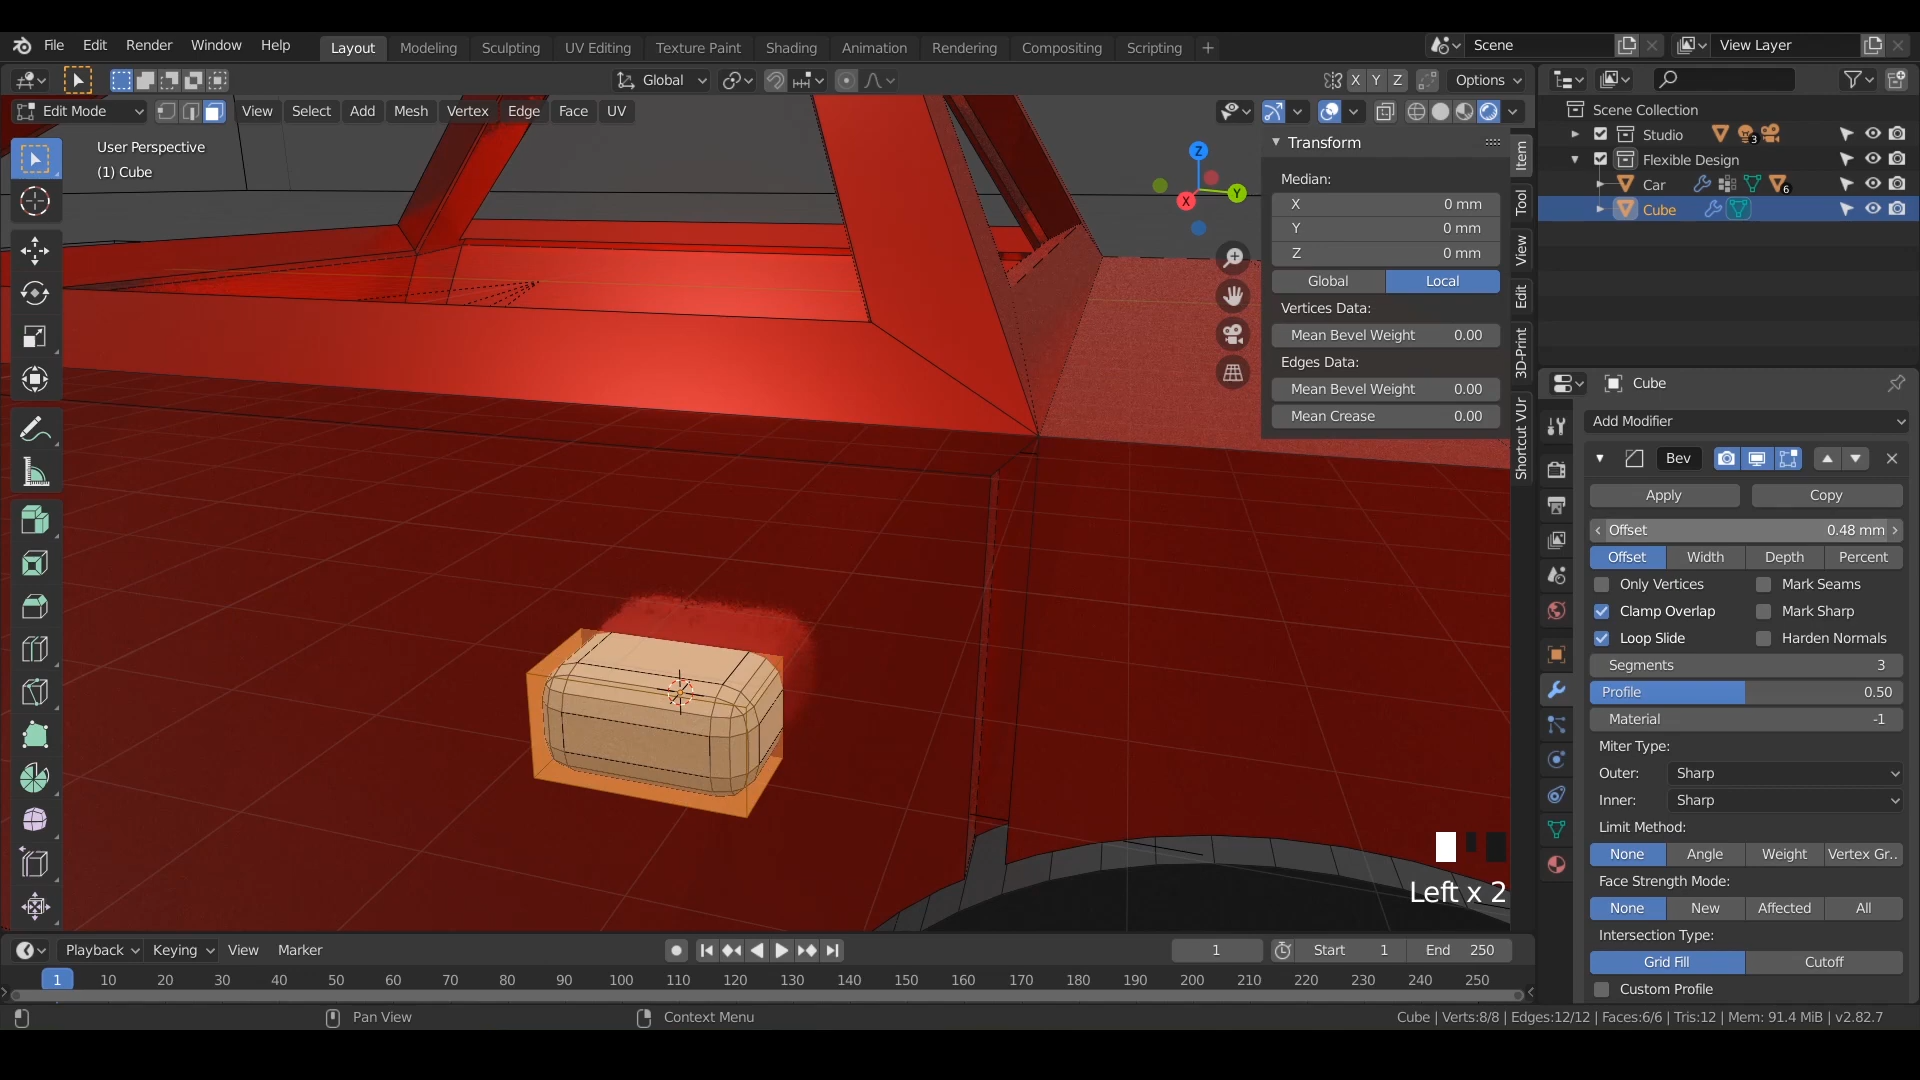 File Edit Render Window Help Layout Modeling Sculpting UV Editing Texture Paint Shading Animation Rendering Compositing Scripting + Scene View Layer
Global X Y Z Options
Edit Mode View Select Add Mesh Vertex Edge Face UV
User Perspective
(1) Cube
Z
Y
X
Transform
Median:
X 0 mm
Y 0 mm
Z 0 mm
Global Local
Vertices Data:
Mean Bevel Weight 0.00
Edges Data:
Mean Bevel Weight 0.00
Mean Crease 0.00
Item
Tool
View
Edit
3D-Print
Shortcut VUr
Scene Collection
Studio 3
Flexible Design
Car 6
Cube
Cube
Add Modifier
Bev
Apply Copy
Offset 0.48 mm
Offset Width Depth Percent
Only Vertices Mark Seams
Clamp Overlap Mark Sharp
Loop Slide Harden Normals
Segments 3
Profile 0.50
Material -1
Miter Type:
Outer: Sharp
Inner: Sharp
Limit Method:
None Angle Weight Vertex Gr..
Face Strength Mode:
None New Affected All
Intersection Type:
Grid Fill Cutoff
Custom Profile
Left x 2
Playback Keying View Marker 1 Start 1 End 250
1 10 20 30 40 50 60 70 80 90 100 110 120 130 140 150 160 170 180 190 200 210 220 230 240 250
Pan View Context Menu Cube | Verts:8/8 | Edges:12/12 | Faces:6/6 | Tris:12 | Mem: 91.4 MiB | v2.82.7